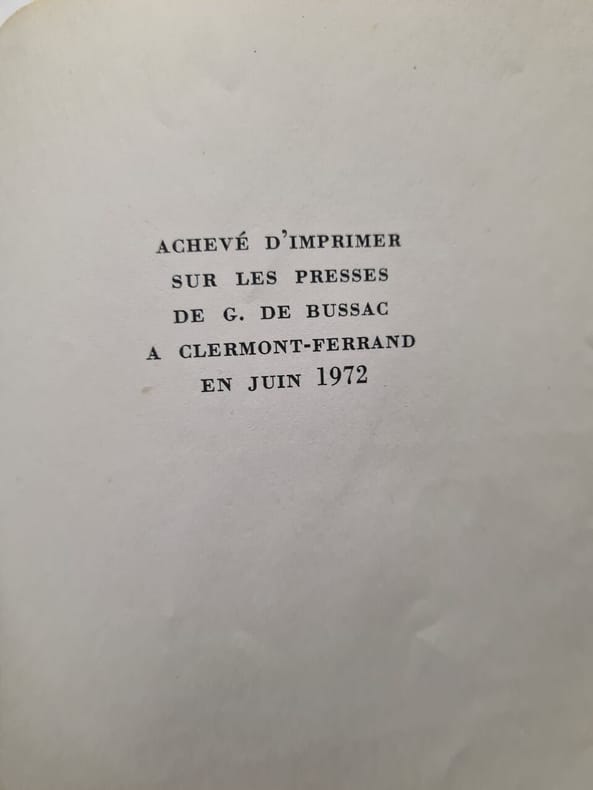 ACHEVÉ D'IMPRIMER
SUR LES PRESSES
DE G. DE BUSSAC
A CLERMONT-FERRAND
EN JUIN 1972